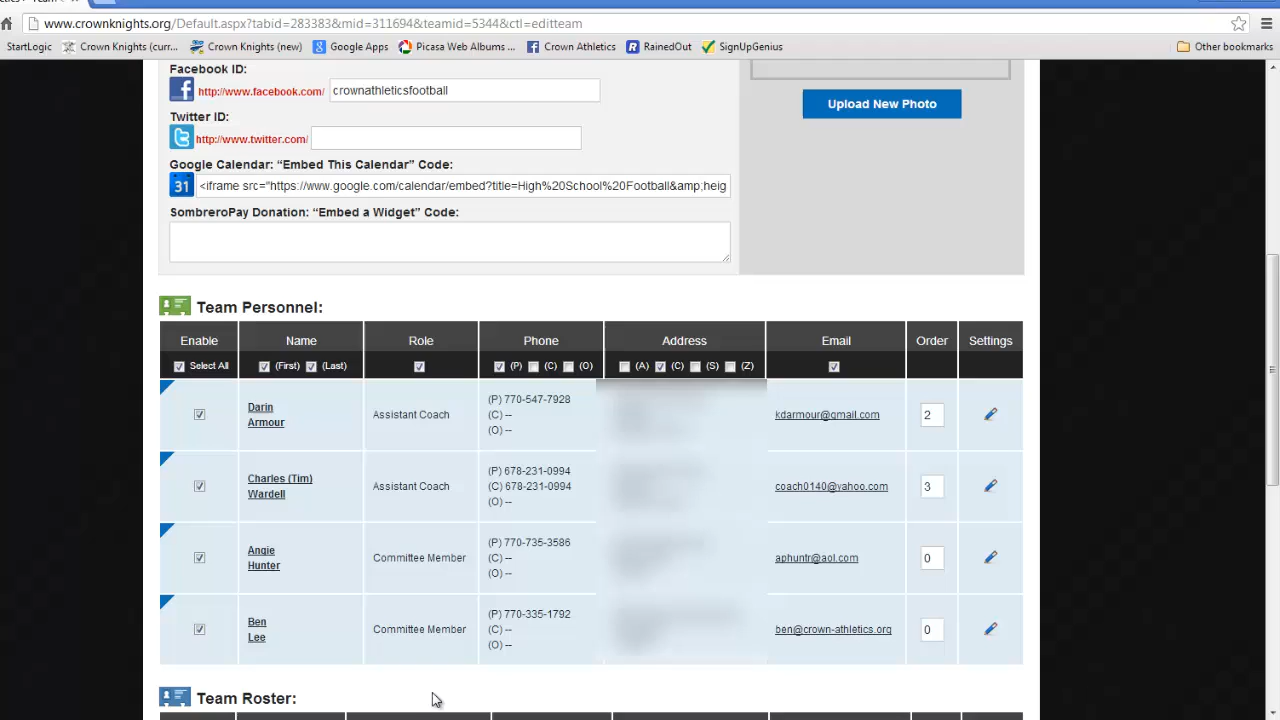 www.crownknights.org/Default.aspx?tabid=283383&mid=311694&teamid=5344&ctl=editteam
StartLogic Crown Knights (curr... Crown Knights (new) Google Apps Picasa Web Albums ... Crown Athletics RainedOut SignUpGenius Other bookmarks
Facebook ID:
http://www.facebook.com/ crownathleticsfootball
Upload New Photo
Twitter ID:
http://www.twitter.com/
Google Calendar: “Embed This Calendar” Code:
31 <iframe src="https://www.google.com/calendar/embed?title=High%20School%20Football&amp;heig
SombreroPay Donation: “Embed a Widget” Code:
Team Personnel:
Enable Name Role Phone Address Email Order Settings
Select All (First) (Last) (P) (C) (O) (A) (C) (S) (Z)
Darin Armour Assistant Coach (P) 770-547-7928 (C) -- (O) -- kdarmour@gmail.com 2
Charles (Tim) Wardell Assistant Coach (P) 678-231-0994 (C) 678-231-0994 (O) -- coach0140@yahoo.com 3
Angie Hunter Committee Member (P) 770-735-3586 (C) -- (O) -- aphuntr@aol.com 0
Ben Lee Committee Member (P) 770-335-1792 (C) -- (O) -- ben@crown-athletics.org 0
Team Roster: